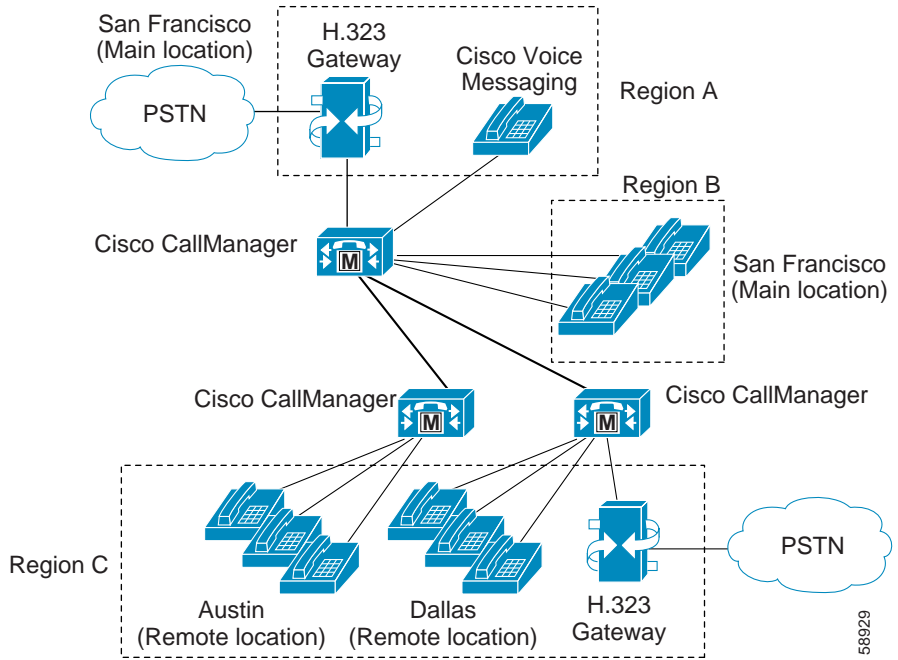 San Francisco
(Main location)
H.323
Gateway
Cisco Voice
Messaging
Region A
PSTN
Region B
Cisco CallManager
M
San Francisco
(Main location)
Cisco CallManager
M
M
Cisco CallManager
Region C
PSTN
Austin
(Remote location)
Dallas
(Remote location)
H.323
Gateway
58929